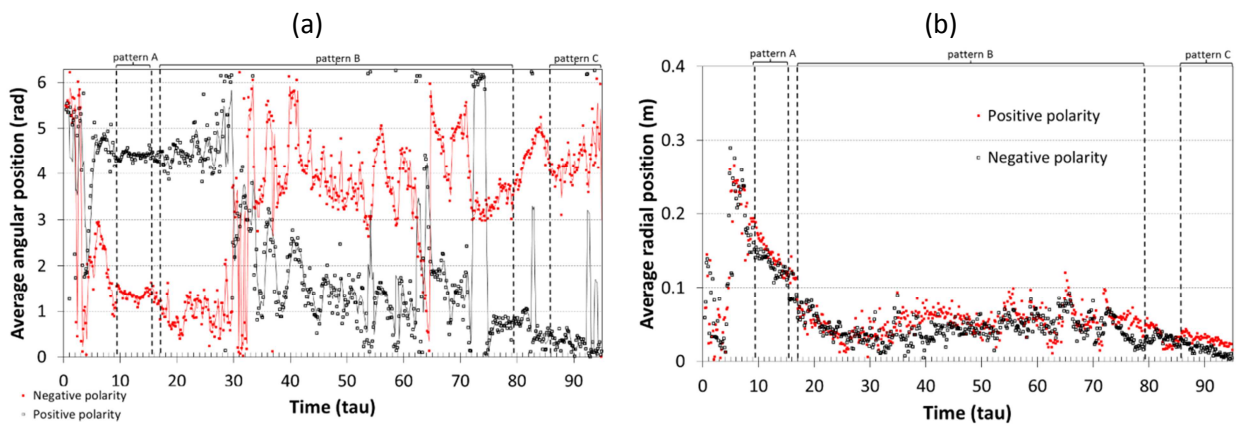 (a)
pattern A
pattern B
pattern C
Average angular position (rad)
6
5
4
3
2
1
0
0 10 20 30 40 50 60 70 80 90
Time (tau)
Negative polarity
Positive polarity
(b)
pattern A
pattern B
pattern C
Average radial position (m)
0.4
0.3
0.2
0.1
0
Positive polarity
Negative polarity
0 10 20 30 40 50 60 70 80 90
Time (tau)